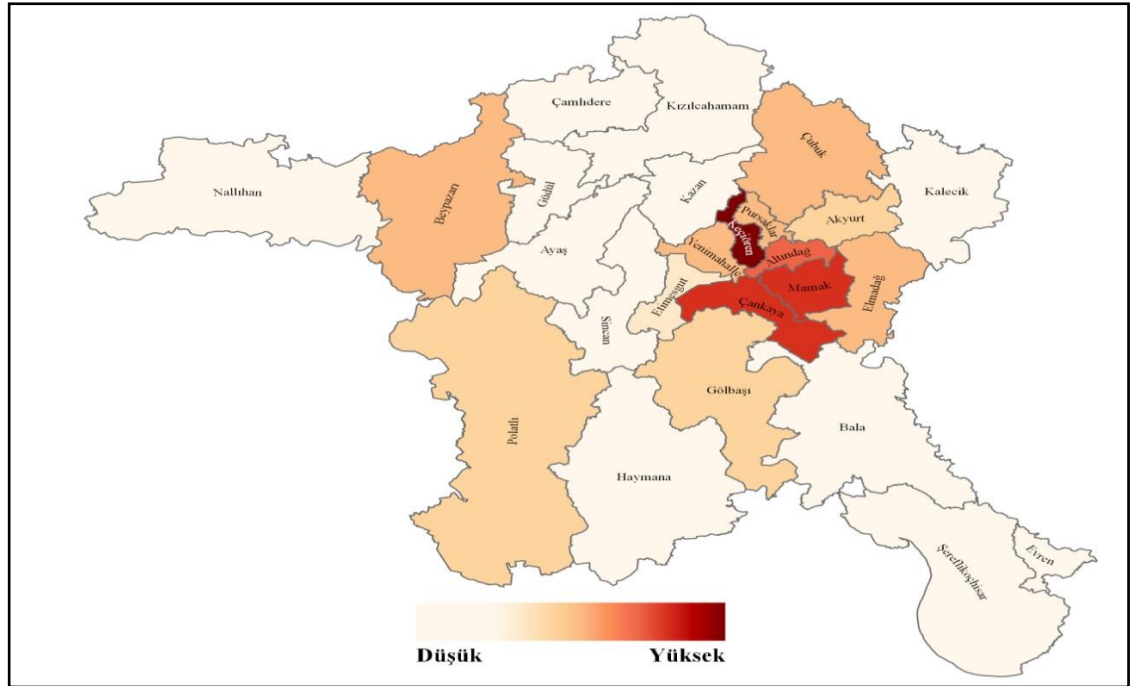 Çamlıdere
Kızılcahamam
Çubuk
Nallıhan
Beypazarı
Güdül
Kazan
Kalecik
Pursaklar
Akyurt
Keçiören
Ayaş
Yenimahalle
Altındağ
Mamak
Elmadağ
Etimesgut
Çankaya
Sincan
Gölbaşı
Polatlı
Bala
Haymana
Şereflikoçhisar
Evren
Düşük
Yüksek